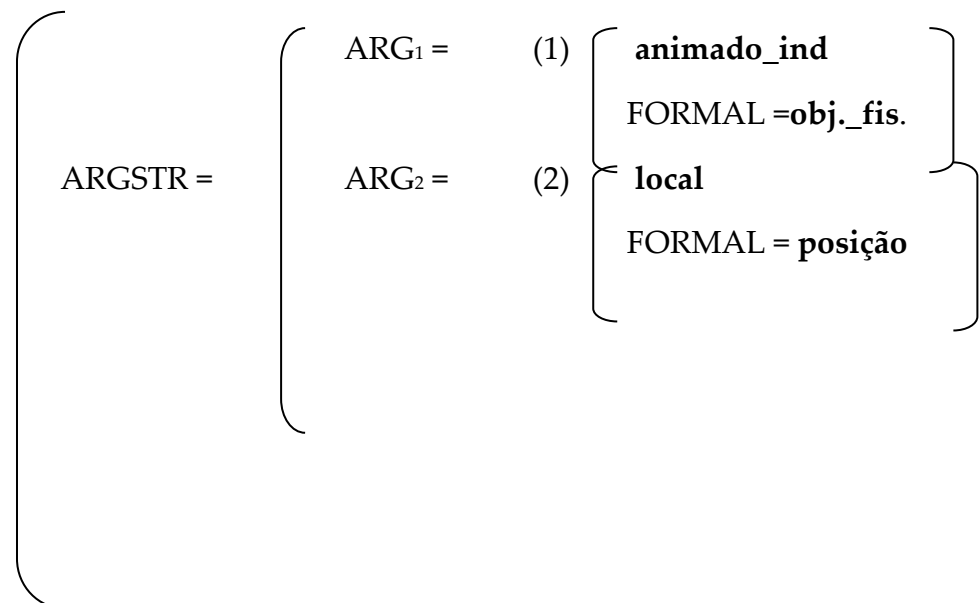 ARG₁ = (1) animado_ind
FORMAL =obj._fis.
ARGSTR = ARG₂ = (2) local
FORMAL = posição